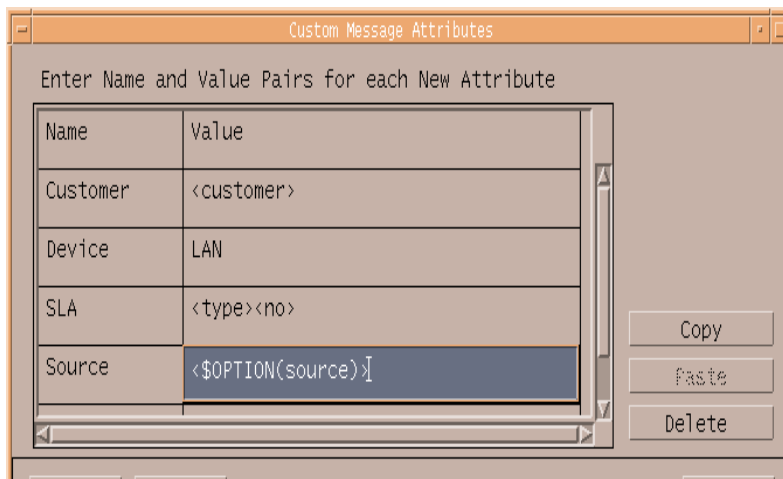 Custom Message Attributes
Enter Name and Value Pairs for each New Attribute
Name Value
Customer <customer>
Device LAN
SLA <type><no>
Source <$OPTION(source)>
Copy
Paste
Delete